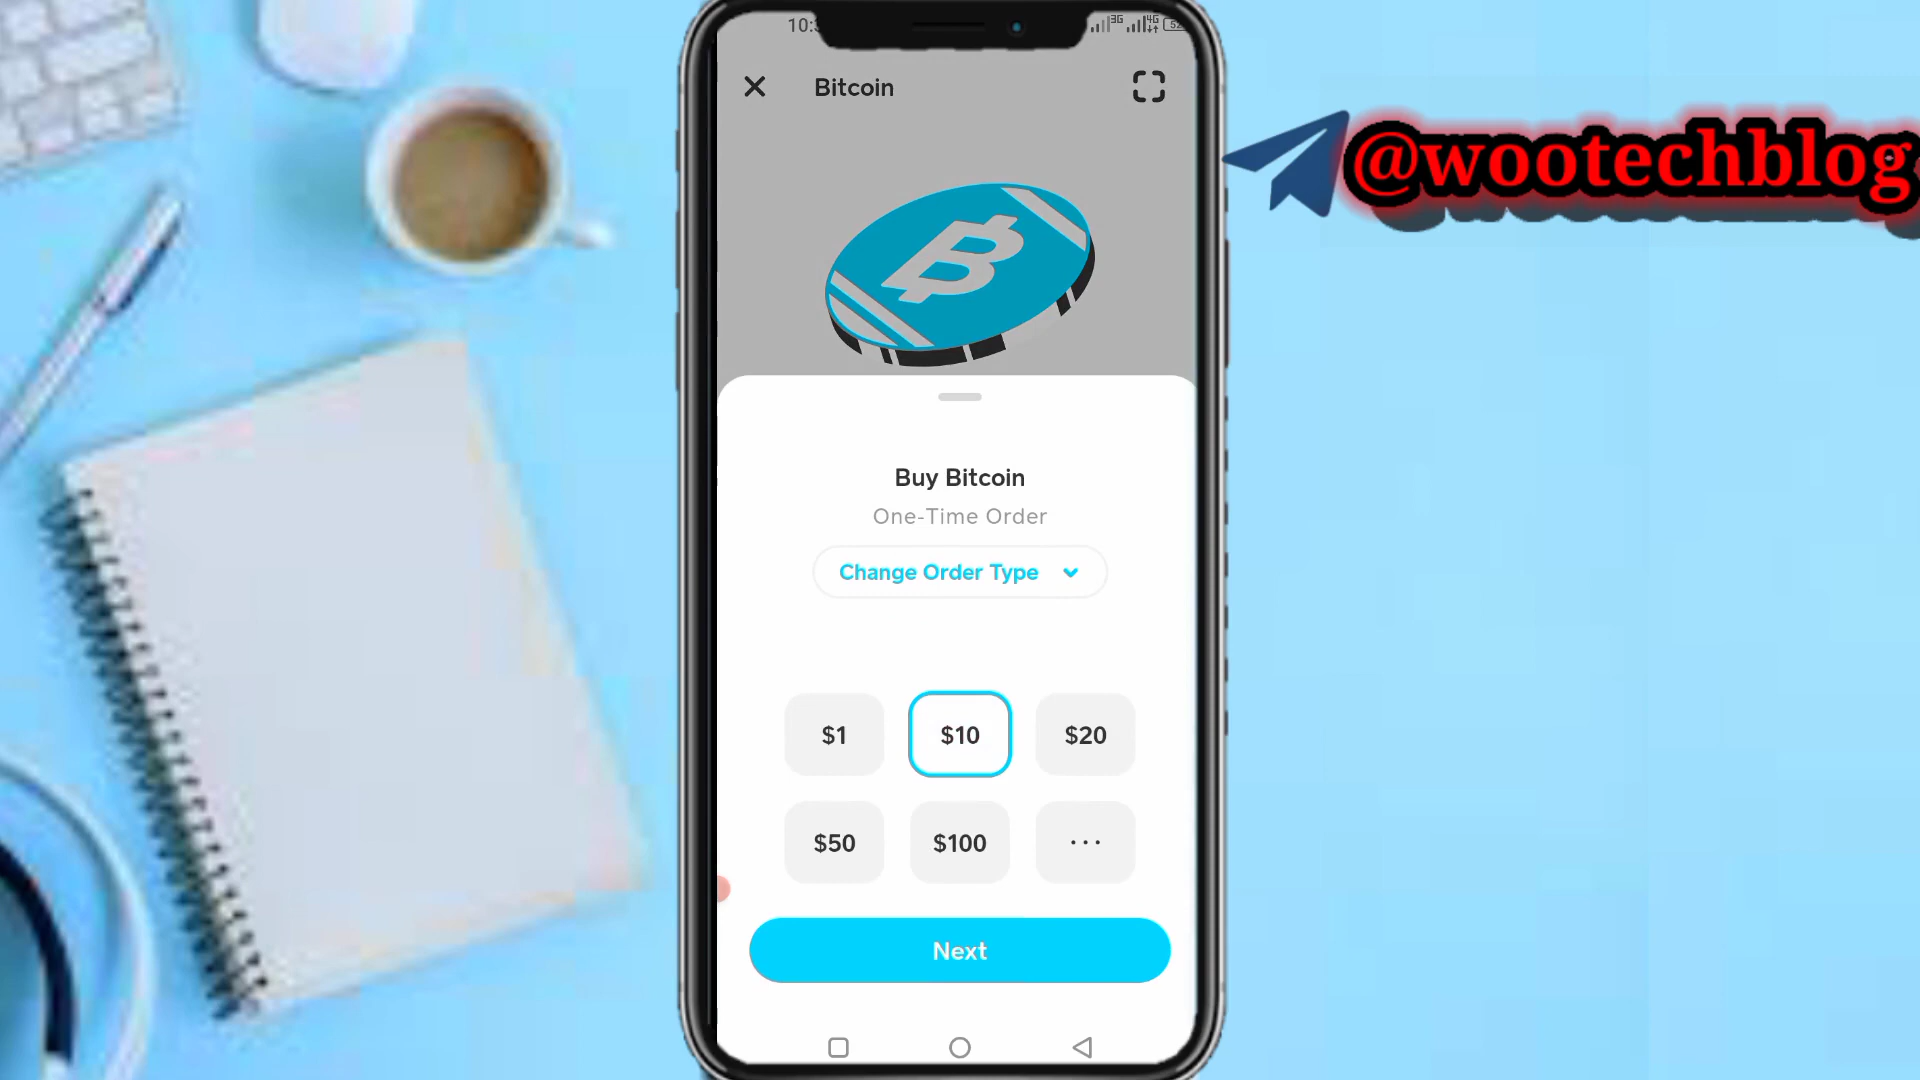 Bitcoin
@wootechblog
Buy Bitcoin
One-Time Order
Change Order Type
$1
$10
$20
$50
$100
...
Next